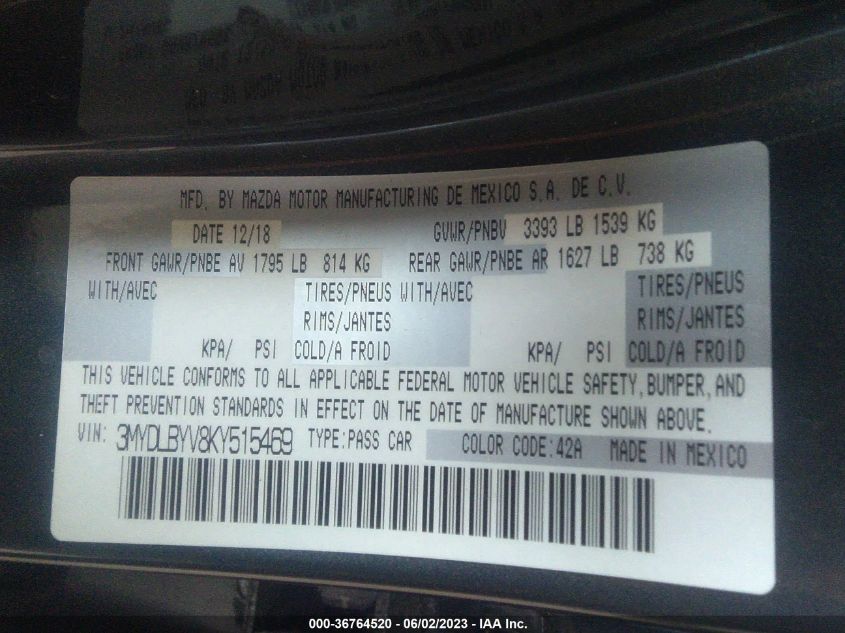 MFD. BY MAZDA MOTOR MANUFACTURING DE MEXICO S.A. DE C.V.
DATE 12/18 GVWR/PNBV 3393 LB 1539 KG
FRONT GAWR/PNBE AV 1795 LB 814 KG REAR GAWR/PNBE AR 1627 LB 738 KG
WITH/AVEC TIRES/PNEUS WITH/AVEC TIRES/PNEUS
RIMS/JANTES RIMS/JANTES
KPA/ PSI COLD/A FROID KPA/ PSI COLD/A FROID
THIS VEHICLE CONFORMS TO ALL APPLICABLE FEDERAL MOTOR VEHICLE SAFETY, BUMPER, AND
THEFT PREVENTION STANDARDS IN EFFECT ON THE DATE OF MANUFACTURE SHOWN ABOVE.
VIN: 3MYDLBYV8KY515469 TYPE:PASS CAR COLOR CODE:42A MADE IN MEXICO
000-36764520 - 06/02/2023 - IAA Inc.